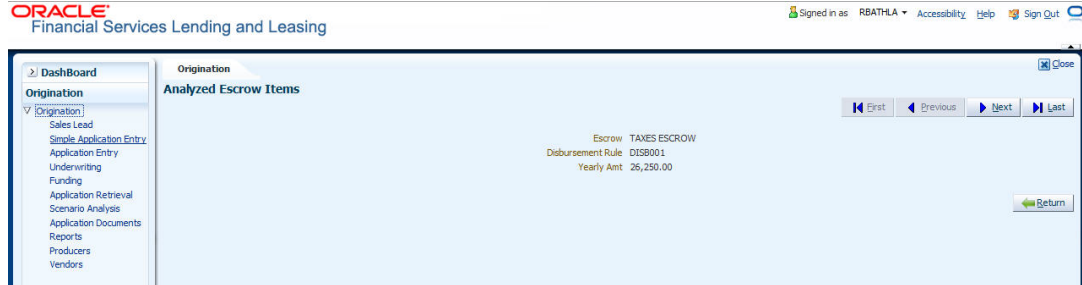 ORACLE
Financial Services Lending and Leasing
Signed in as RBATHLA Accessibility Help Sign Out
DashBoard
Origination
Origination
Sales Lead
Simple Application Entry
Application Entry
Underwriting
Funding
Application Retrieval
Scenario Analysis
Application Documents
Reports
Producers
Vendors
Origination
Close
Analyzed Escrow Items
First Previous Next Last
Escrow TAXES ESCROW
Disbursement Rule DISB001
Yearly Amt 26,250.00
Return